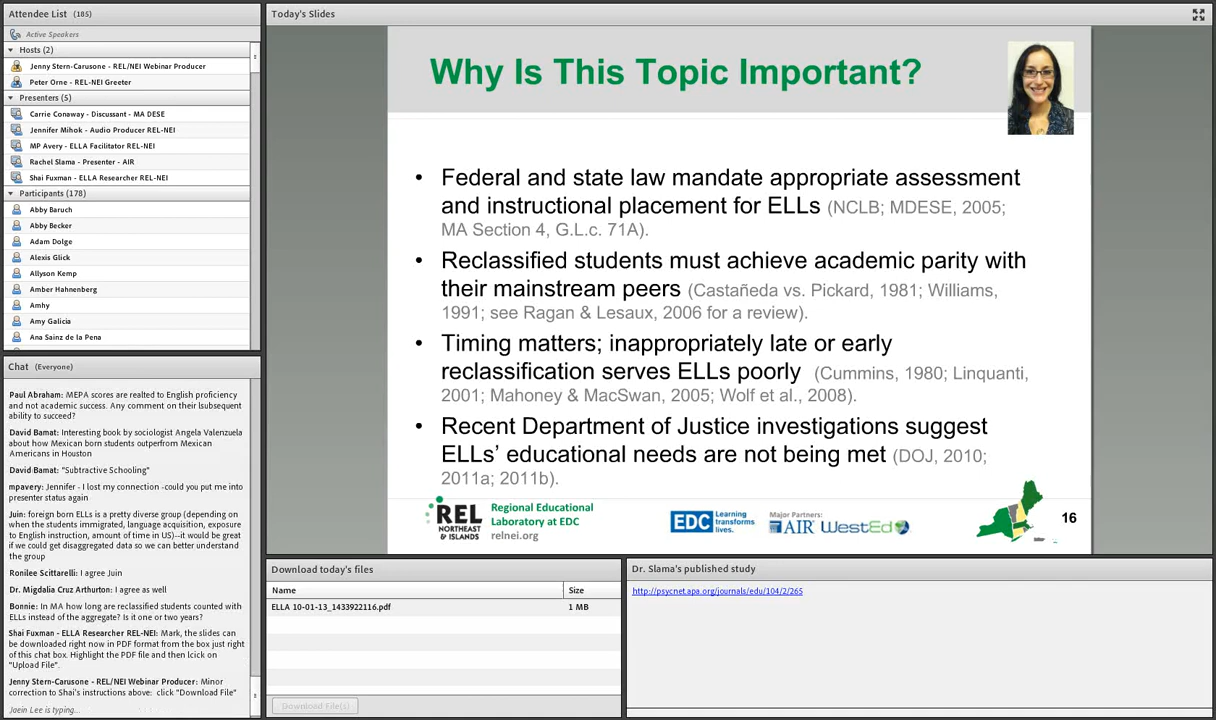 Attendee List (185)
Active Speakers
Hosts (2)
Jenny Stern-Carusone - REL/NEI Webinar Producer
Peter Orne - REL-NEI Greeter
Presenters (5)
Carrie Conaway - Discussant - MA DESE
Jennifer Mihok - Audio Producer REL-NEI
MP Avery - ELLA Facilitator REL-NEI
Rachel Slama - Presenter - AIR
Shai Fuxman - ELLA Researcher REL-NEI
Participants (178)
Abby Baruch
Abby Becker
Adam Dolge
Alexis Glick
Allyson Kemp
Amber Hahnenberg
Amhy
Amy Galicia
Ana Sainz de la Pena
Chat (Everyone)
Paul Abraham: MEPA scores are realted to English proficiency
and not academic success. Any comment on their lsubsequent
ability to succeed?
David Bamat: Interesting book by sociologist Angela Valenzuela
about how Mexican born students outperfrom Mexican
Americans in Houston
David Bamat: "Subtractive Schooling"
mpavery: Jennifer - I lost my connection -could you put me into
presenter status again
Juin: foreign born ELLs is a pretty diverse group (depending on
when the students immigrated, language acquisition, exposure
to English instruction, amount of time in US)--it would be great
if we could get disaggregated data so we can better understand
the group
Ronilee Scittarelli: I agree Juin
Dr. Migdalia Cruz Arthurton: I agree as well
Bonnie: In MA how long are reclassified students counted with
ELLs instead of the aggregate? Is it one or two years?
Shai Fuxman - ELLA Researcher REL-NEI: Mark, the slides can
be downloaded right now in PDF format from the box just right
of this chat box. Highlight the PDF file and then lcick on
"Upload File".
Jenny Stern-Carusone - REL/NEI Webinar Producer: Minor
correction to Shai's instructions above: click "Download File"
Jaein Lee is typing...
Today's Slides
Why Is This Topic Important?
• Federal and state law mandate appropriate assessment
and instructional placement for ELLs (NCLB; MDESE, 2005;
MA Section 4, G.L.c. 71A).
• Reclassified students must achieve academic parity with
their mainstream peers (Castañeda vs. Pickard, 1981; Williams,
1991; see Ragan & Lesaux, 2006 for a review).
• Timing matters; inappropriately late or early
reclassification serves ELLs poorly (Cummins, 1980; Linquanti,
2001; Mahoney & MacSwan, 2005; Wolf et al., 2008).
• Recent Department of Justice investigations suggest
ELLs’ educational needs are not being met (DOJ, 2010;
2011a; 2011b).
REL
NORTHEAST
& ISLANDS
Regional Educational
Laboratory at EDC
relnei.org
EDC Learning
transforms
lives.
Major Partners:
AIR WestEd
16
Download today's files
Name Size
ELLA 10-01-13_1433922116.pdf 1 MB
Download File(s)
Dr. Slama's published study
http://psycnet.apa.org/journals/edu/104/2/265